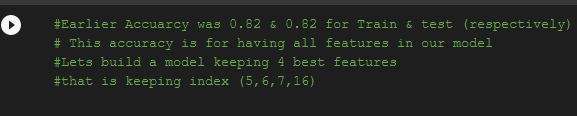 #Earlier Accuarcy was 0.82 & 0.82 for Train & test (respectively)
# This accuracy is for having all features in our model
#Lets build a model keeping 4 best features
#that is keeping index (5,6,7,16)